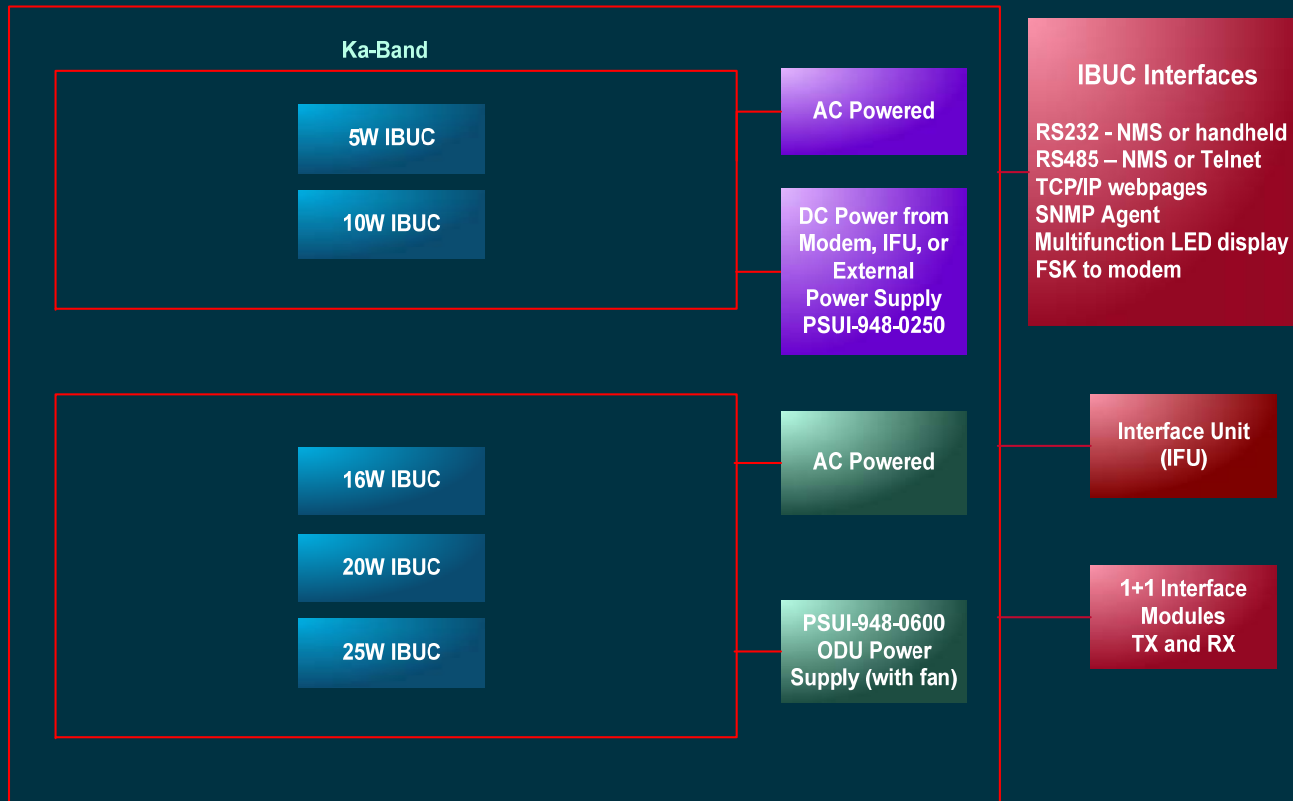 Ka-Band
5W IBUC
10W IBUC
AC Powered
DC Power from
Modem, IFU, or
External
Power Supply
PSUI-948-0250
16W IBUC
20W IBUC
25W IBUC
AC Powered
PSUI-948-0600
ODU Power
Supply (with fan)
IBUC Interfaces
RS232 - NMS or handheld
RS485 – NMS or Telnet
TCP/IP webpages
SNMP Agent
Multifunction LED display
FSK to modem
Interface Unit
(IFU)
1+1 Interface
Modules
TX and RX